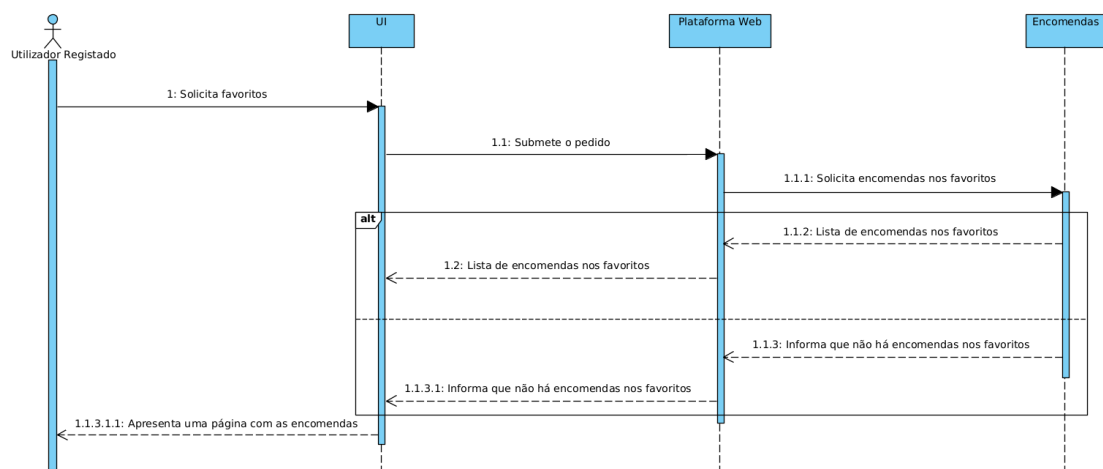 UI
Plataforma Web
Encomendas
Utilizador Registado
1: Solicita favoritos
1.1: Submete o pedido
1.1.1: Solicita encomendas nos favoritos
alt
1.1.2: Lista de encomendas nos favoritos
1.2: Lista de encomendas nos favoritos
1.1.3: Informa que não há encomendas nos favoritos
1.1.3.1: Informa que não há encomendas nos favoritos
1.1.3.1.1: Apresenta uma página com as encomendas